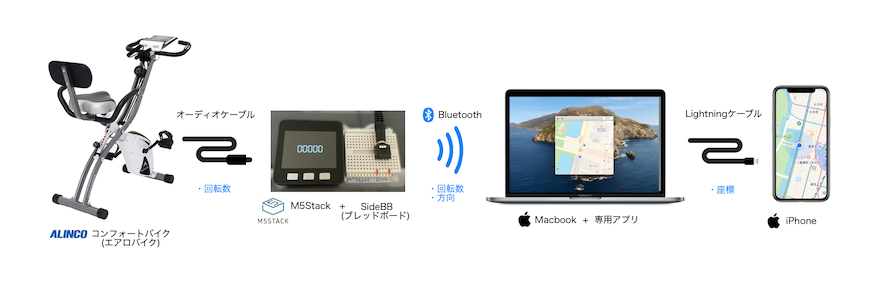 オーディオケーブル
・回転数
ALINCO コンフォートバイク
(エアロバイク)
00000
M5STACK
M5Stack + SideBB
(ブレッドボード)
Bluetooth
・回転数
・方向
Macbook + 専用アプリ
Lightningケーブル
・座標
iPhone